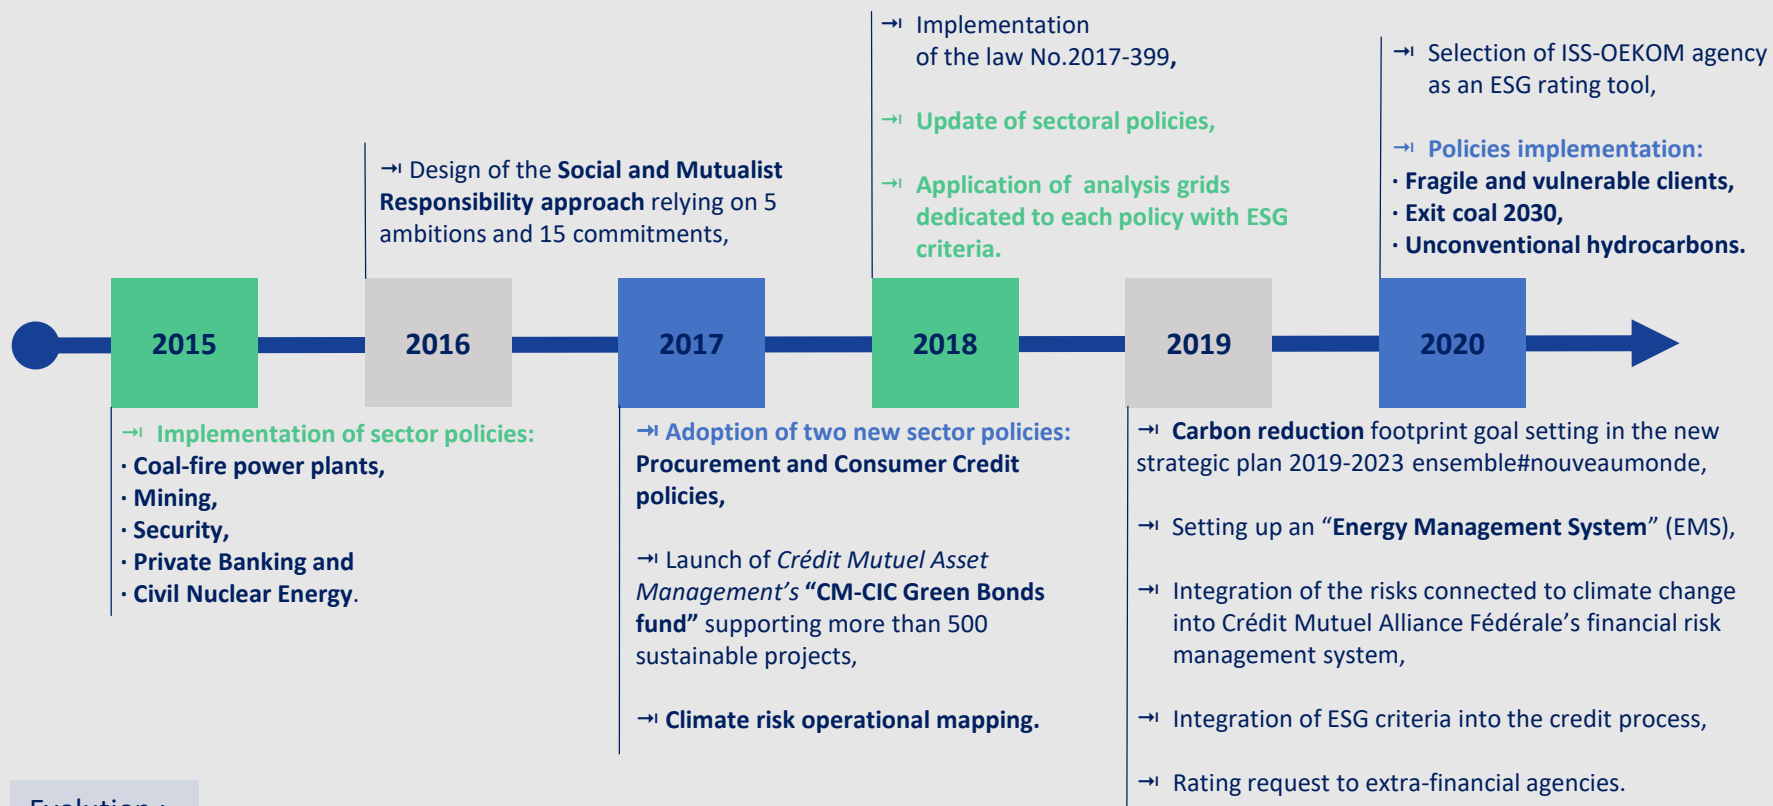 → Implementation
of the law No.2017-399,
→ Update of sectoral policies,
→ Application of analysis grids
dedicated to each policy with ESG
criteria.
→ Selection of ISS-OEKOM agency
as an ESG rating tool,
→ Policies implementation:
· Fragile and vulnerable clients,
· Exit coal 2030,
· Unconventional hydrocarbons.
→ Design of the Social and Mutualist
Responsibility approach relying on 5
ambitions and 15 commitments,
2015
2016
2017
2018
2019
2020
→ Implementation of sector policies:
· Coal-fire power plants,
· Mining,
· Security,
· Private Banking and
· Civil Nuclear Energy.
→ Adoption of two new sector policies:
Procurement and Consumer Credit
policies,
→ Launch of Crédit Mutuel Asset
Management’s “CM-CIC Green Bonds
fund” supporting more than 500
sustainable projects,
→ Climate risk operational mapping.
→ Carbon reduction footprint goal setting in the new
strategic plan 2019-2023 ensemble#nouveaumonde,
→ Setting up an “Energy Management System” (EMS),
→ Integration of the risks connected to climate change
into Crédit Mutuel Alliance Fédérale’s financial risk
management system,
→ Integration of ESG criteria into the credit process,
→ Rating request to extra-financial agencies.
Evolution :